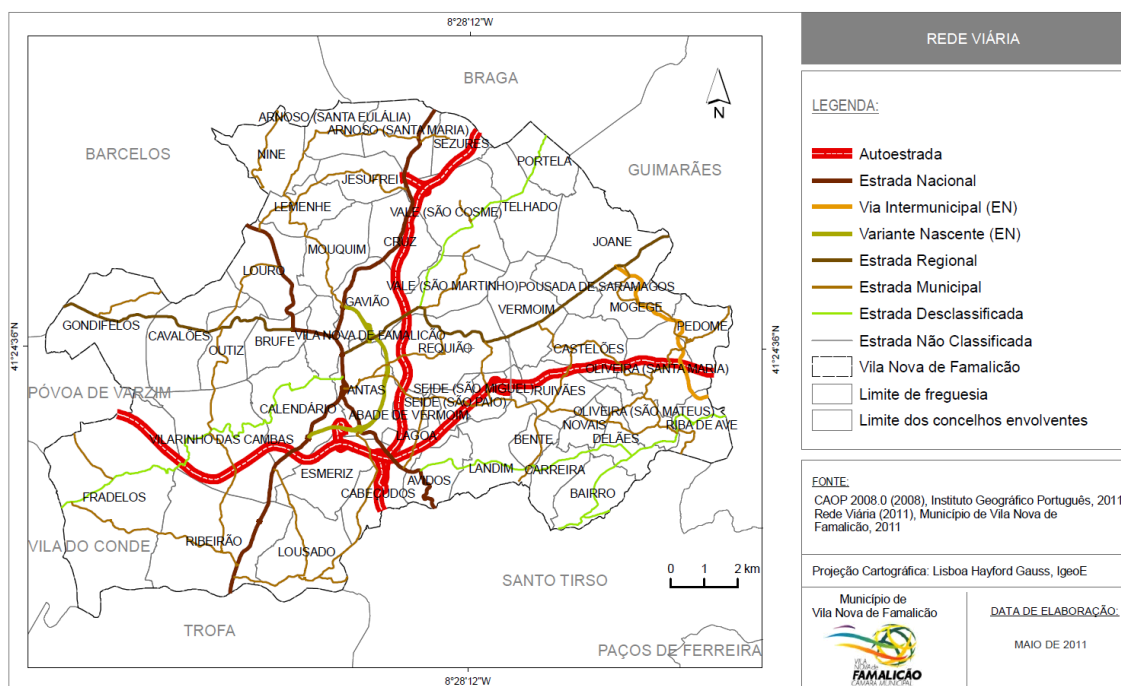 8°28'12"W
BRAGA
N
ARNOSO (SANTA EULÁLIA)
ARNOSO (SANTA MARIA)
SEZURES
BARCELOS
NINE
PORTELA
GUIMARÃES
JESUFREI
LEMENHE
VALE (SÃO COSME)
TELHADO
MOUQUIM
CRUZ
JOANE
LOURO
VALE (SÃO MARTINHO)
POUSADA DE SARAMAGOS
GAVIÃO
MOGEGE
VERMOIM
GONDIFELOS
PEDOME
CAVALÕES
BRUFE
VILA NOVA DE FAMALICÃO
41°24'36"N
41°24'36"N
OUTIZ
REQUIÃO
CASTELÕES
OLIVEIRA (SANTA MARIA)
PÓVOA DE VARZIM
ANTAS
SEIDE (SÃO MIGUEL)
RUIVÃES
SEIDE (SÃO PAIO)
CALENDÁRIO
ABADE DE VERMOIM
OLIVEIRA (SÃO MATEUS)
NOVAIS
RIBA DE AVE
VILARINHO DAS CAMBAS
LAGOA
BENTE
DELÃES
ESMERIZ
LANDIM
CARREIRA
AVIDOS
FRADELOS
CABEÇUDOS
BAIRRO
VILA DO CONDE
RIBEIRÃO
LOUSADO
SANTO TIRSO
0 1 2 km
TROFA
PAÇOS DE FERREIRA
8°28'12"W
REDE VIÁRIA
LEGENDA:
Autoestrada
Estrada Nacional
Via Intermunicipal (EN)
Variante Nascente (EN)
Estrada Regional
Estrada Municipal
Estrada Desclassificada
Estrada Não Classificada
Vila Nova de Famalicão
Limite de freguesia
Limite dos concelhos envolventes
FONTE:
CAOP 2008.0 (2008), Instituto Geográfico Português, 2011
Rede Viária (2011), Município de Vila Nova de
Famalicão, 2011
Projeção Cartográfica: Lisboa Hayford Gauss, IgeoE
Município de
Vila Nova de Famalicão
VILA
NOVA de
FAMALICÃO
CÂMARA MUNICIPAL
DATA DE ELABORAÇÃO:
MAIO DE 2011